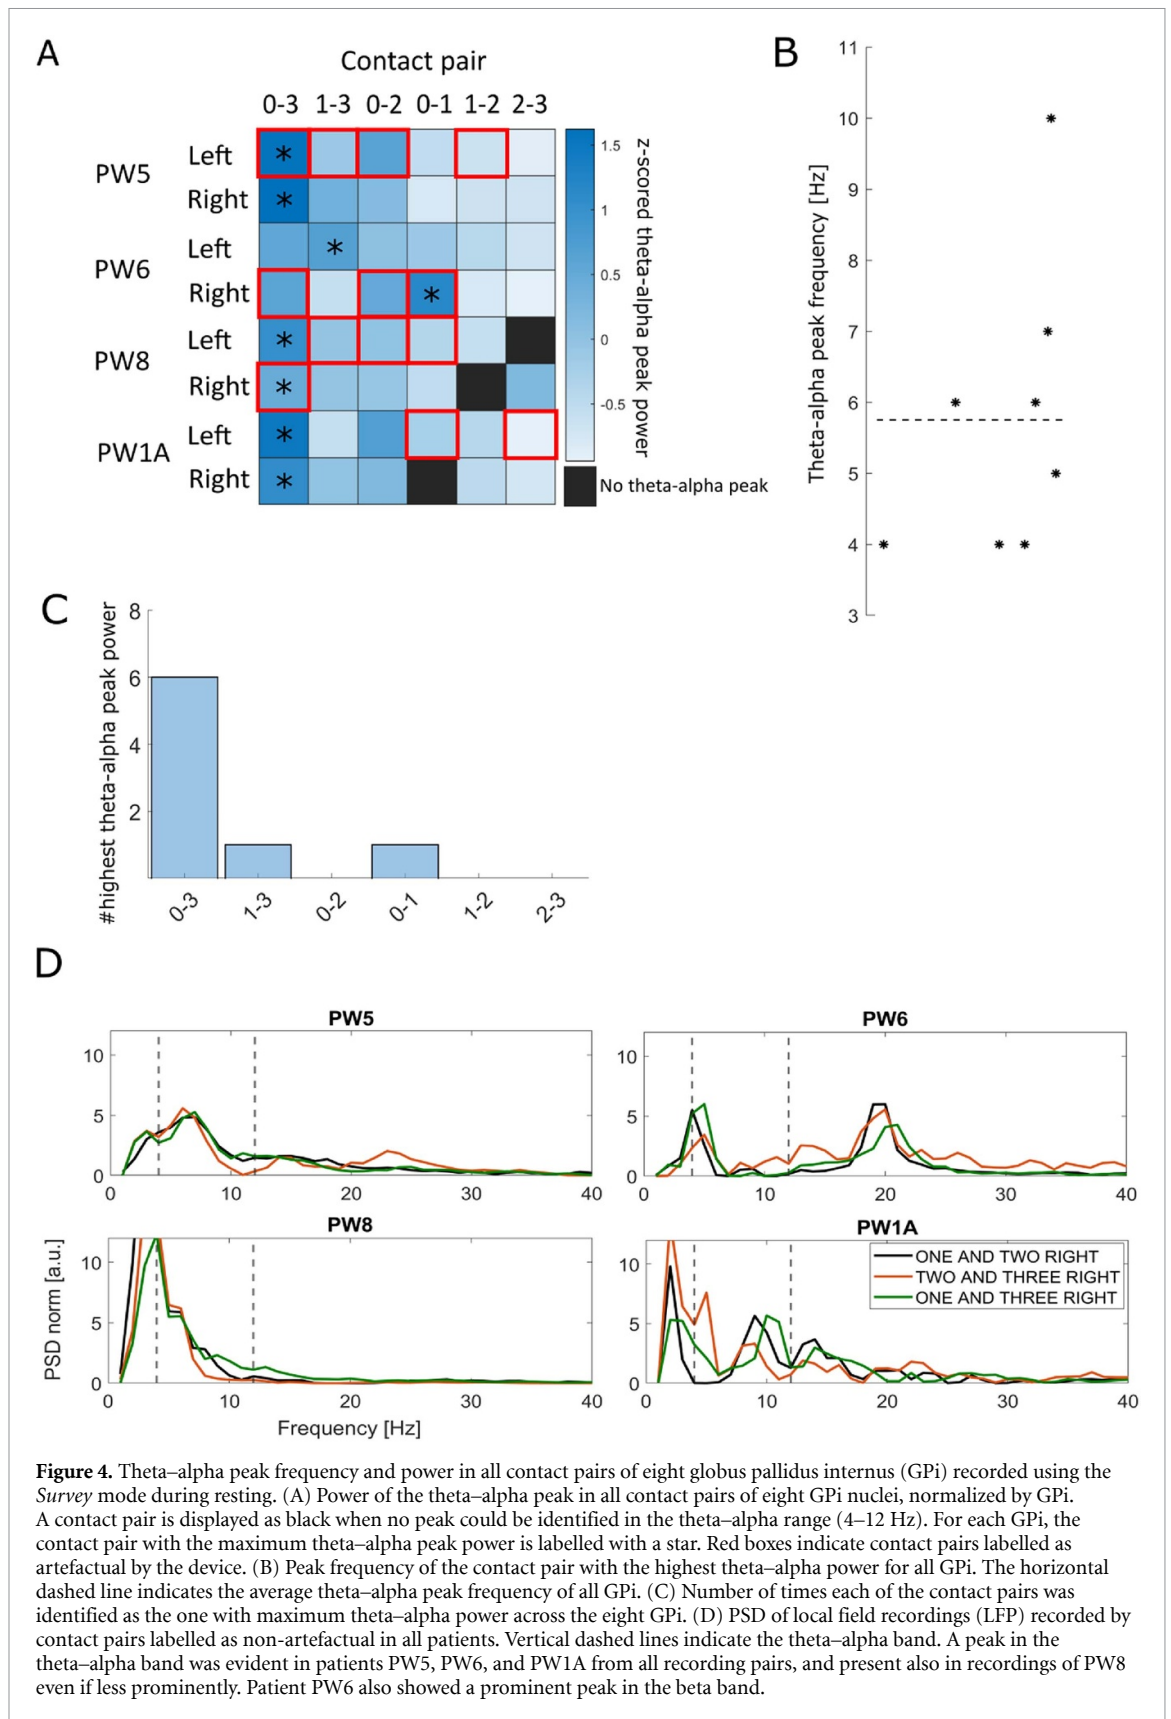 A
Contact pair
0-3 1-3 0-2 0-1 1-2 2-3
PW5
Left
Right
PW6
Left
Right
PW8
Left
Right
PW1A
Left
Right
* * * * * * * *
1.5
1
0.5
0
-0.5
z-scored theta-alpha peak power
No theta-alpha peak
B
Theta-alpha peak frequency [Hz]
11
10
9
8
7
6
5
4
3
C
#highest theta-alpha peak power
8
6
4
2
0-3 1-3 0-2 0-1 1-2 2-3
D
PW5
10
5
0
0 10 20 30 40
PW6
10
5
0
0 10 20 30 40
PW8
PSD norm [a.u.]
10
5
0
0 10 20 30 40
Frequency [Hz]
PW1A
ONE AND TWO RIGHT
TWO AND THREE RIGHT
ONE AND THREE RIGHT
10
5
0
0 10 20 30 40
Figure 4. Theta–alpha peak frequency and power in all contact pairs of eight globus pallidus internus (GPi) recorded using the
Survey mode during resting. (A) Power of the theta–alpha peak in all contact pairs of eight GPi nuclei, normalized by GPi.
A contact pair is displayed as black when no peak could be identified in the theta–alpha range (4–12 Hz). For each GPi, the
contact pair with the maximum theta–alpha peak power is labelled with a star. Red boxes indicate contact pairs labelled as
artefactual by the device. (B) Peak frequency of the contact pair with the highest theta–alpha power for all GPi. The horizontal
dashed line indicates the average theta–alpha peak frequency of all GPi. (C) Number of times each of the contact pairs was
identified as the one with maximum theta–alpha power across the eight GPi. (D) PSD of local field recordings (LFP) recorded by
contact pairs labelled as non-artefactual in all patients. Vertical dashed lines indicate the theta–alpha band. A peak in the
theta–alpha band was evident in patients PW5, PW6, and PW1A from all recording pairs, and present also in recordings of PW8
even if less prominently. Patient PW6 also showed a prominent peak in the beta band.